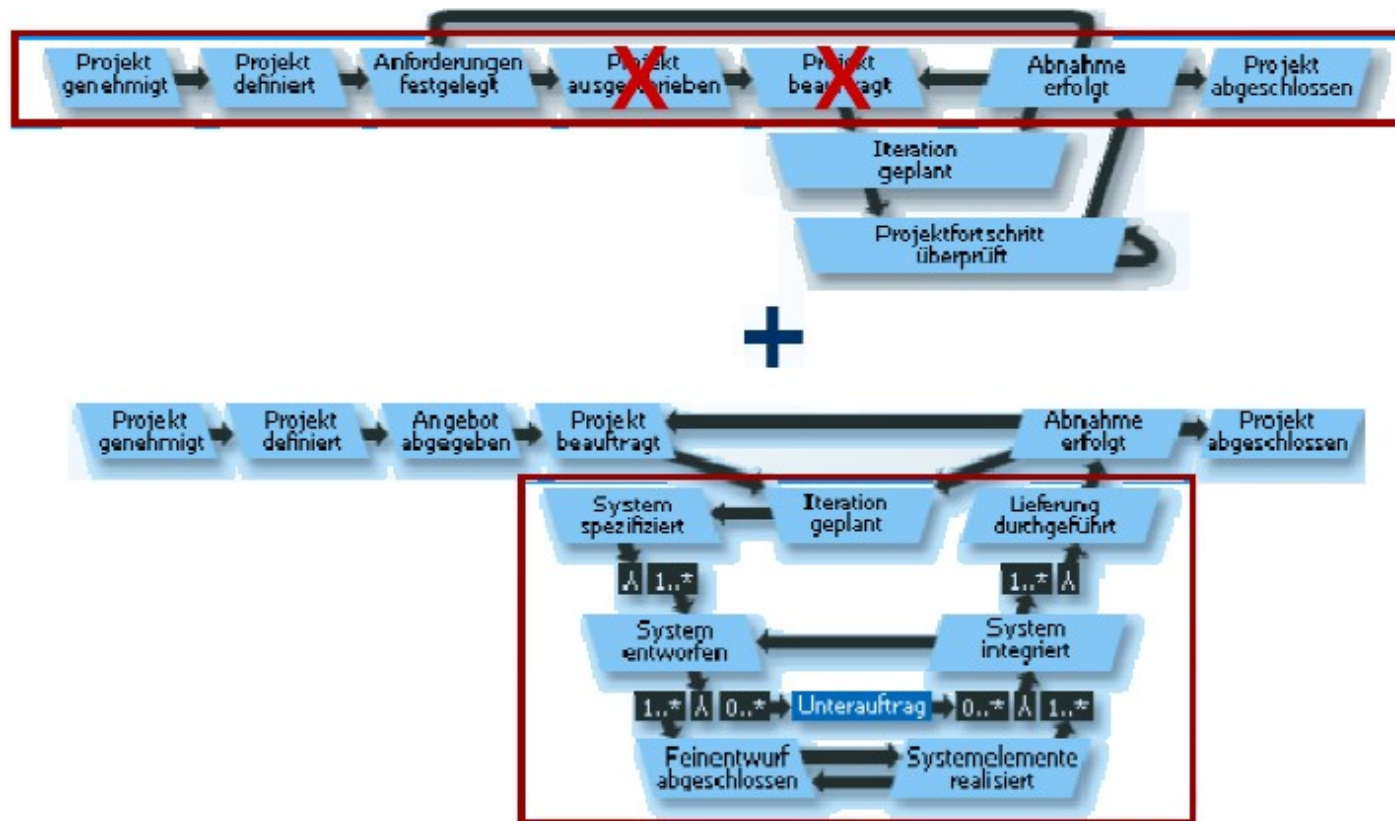 Projekt
genehmigt
Projekt
definiert
Anforderungen
festgelegt
Projekt
ausgeschrieben
Projekt
beauftragt
Abnahme
erfolgt
Projekt
abgeschlossen
Iteration
geplant
Projektfortschritt
überprüft
+
Projekt
genehmigt
Projekt
definiert
Angebot
abgegeben
Projekt
beauftragt
Abnahme
erfolgt
Projekt
abgeschlossen
System
spezifiziert
Iteration
geplant
Lieferung
durchgeführt
1..*
1..*
System
entworfen
System
integriert
1..*
0..*
Unterauftrag
0..*
1..*
Feinentwurf
abgeschlossen
Systemelemente
realisiert